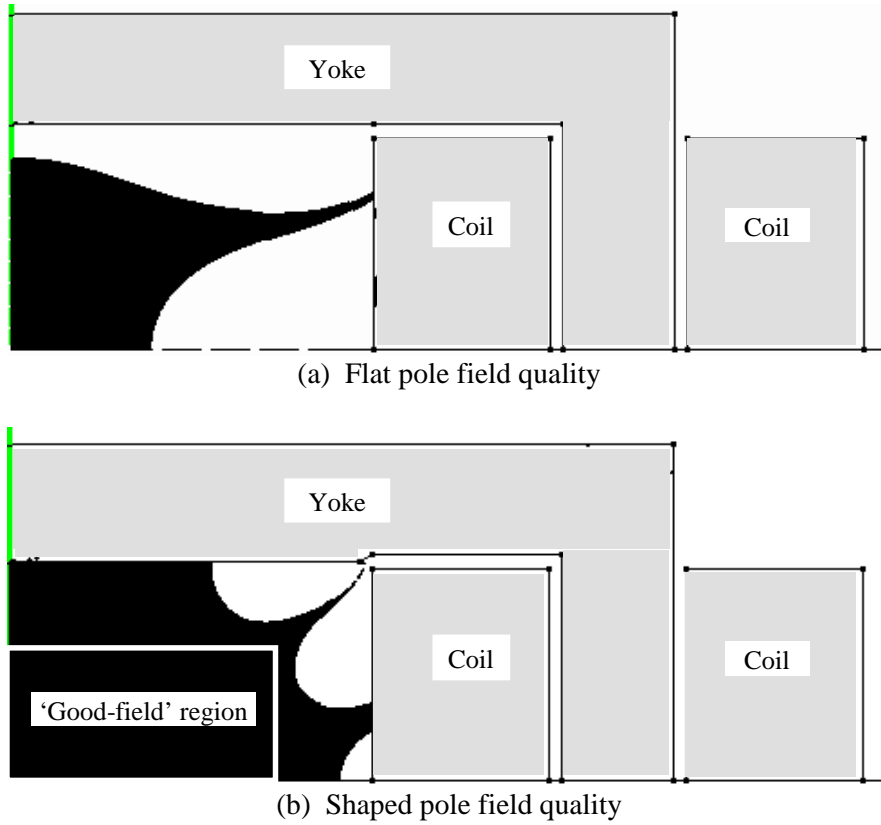 Yoke
Coil
Coil
(a) Flat pole field quality
Yoke
Coil
Coil
‘Good-field’ region
(b) Shaped pole field quality